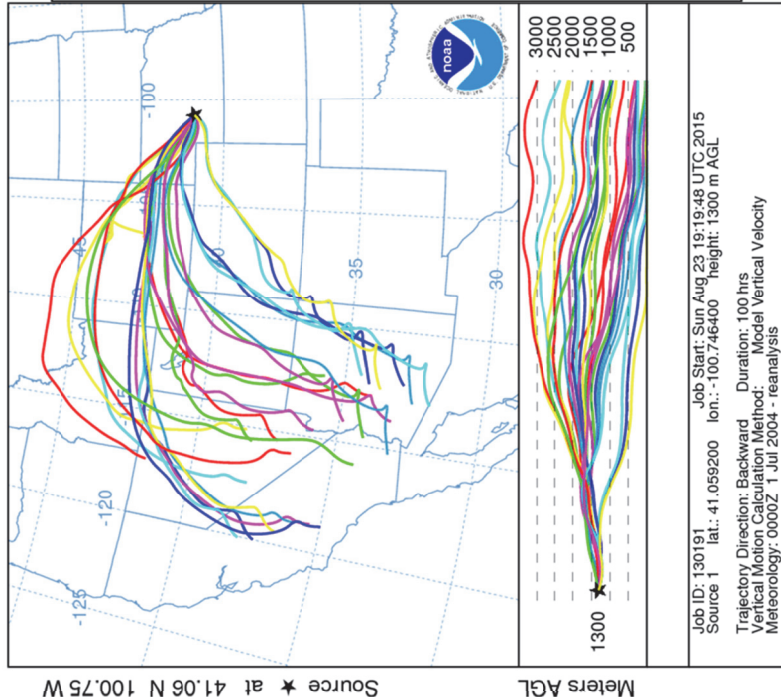 Source ★ at 41.06 N 100.75 W
-100
45
40
35
30
-120
-125
noaa
Meters AGL
1300
3000
2500
2000
1500
1000
500
Job ID: 130191 Job Start: Sun Aug 23 19:19:48 UTC 2015
Source 1 lat.: 41.059200 lon.: -100.746400 height: 1300 m AGL
Trajectory Direction: Backward Duration: 100 hrs
Vertical Motion Calculation Method: Model Vertical Velocity
Meteorology: 0000Z 1 Jul 2004 - reanalysis